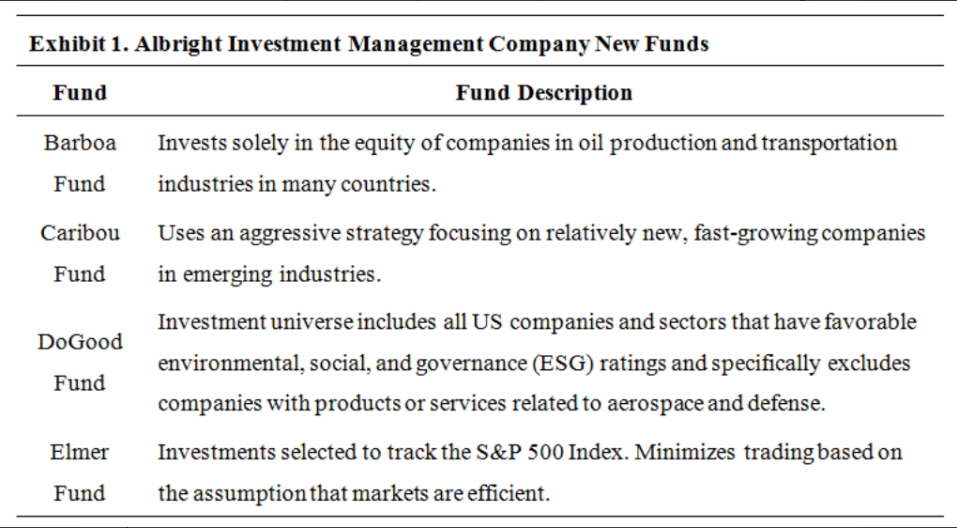 Exhibit 1. Albright Investment Management Company New Funds
Fund Fund Description
Barboa Invests solely in the equity of companies in oil production and transportation
Fund industries in many countries.
Caribou Uses an aggressive strategy focusing on relatively new, fast-growing companies
Fund in emerging industries.
Investment universe includes all US companies and sectors that have favorable
DoGood environmental, social, and governance (ESG) ratings and specifically excludes
Fund companies with products or services related to aerospace and defense.
Elmer Investments selected to track the S&P 500 Index. Minimizes trading based on
Fund the assumption that markets are efficient.